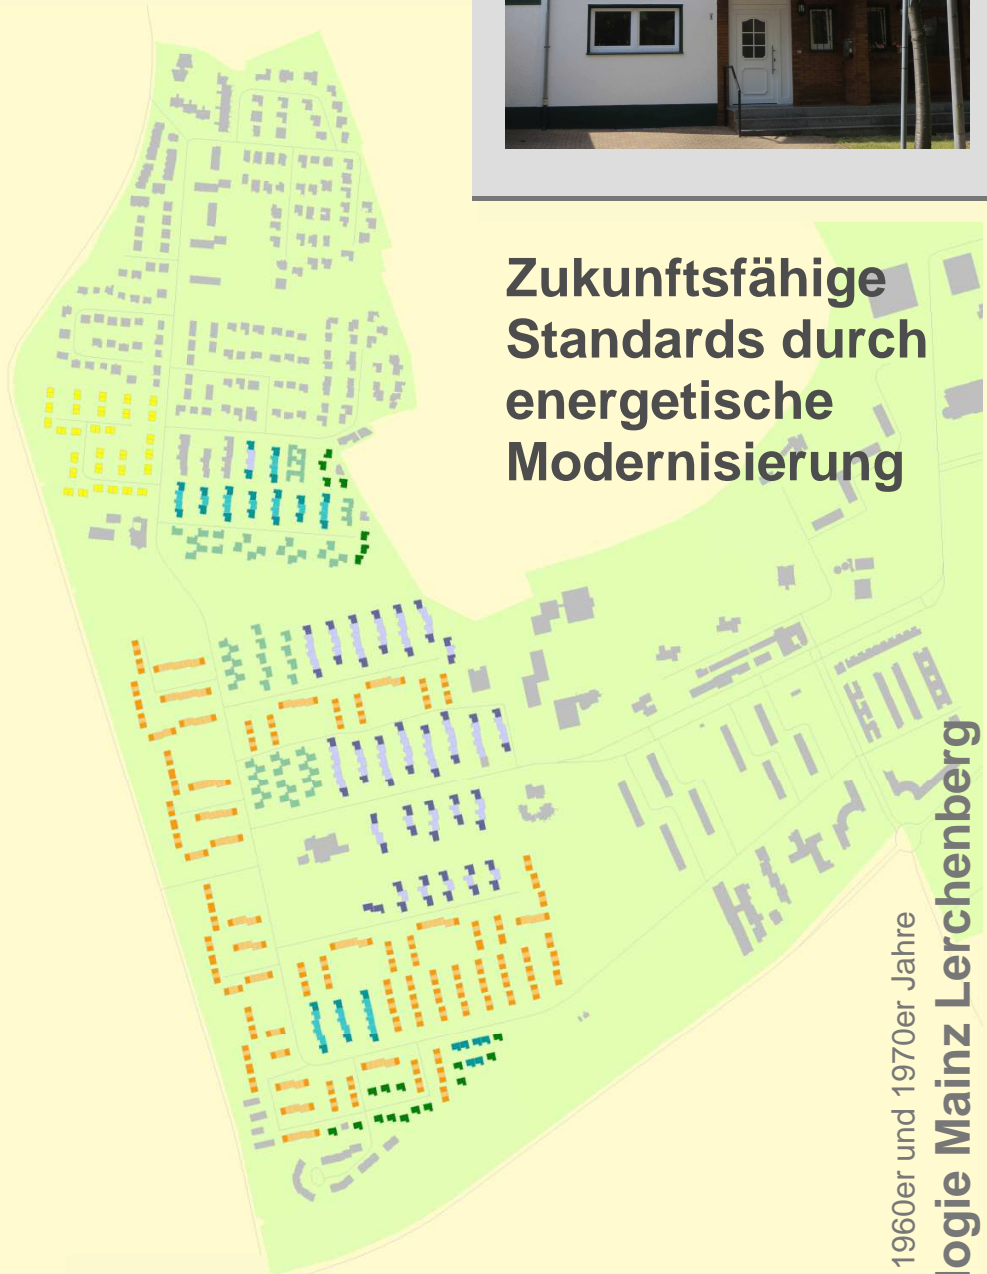 Zukunftsfähige
Standards durch
energetische
Modernisierung
1960er und 1970er Jahre
Mainz Lerchenberg